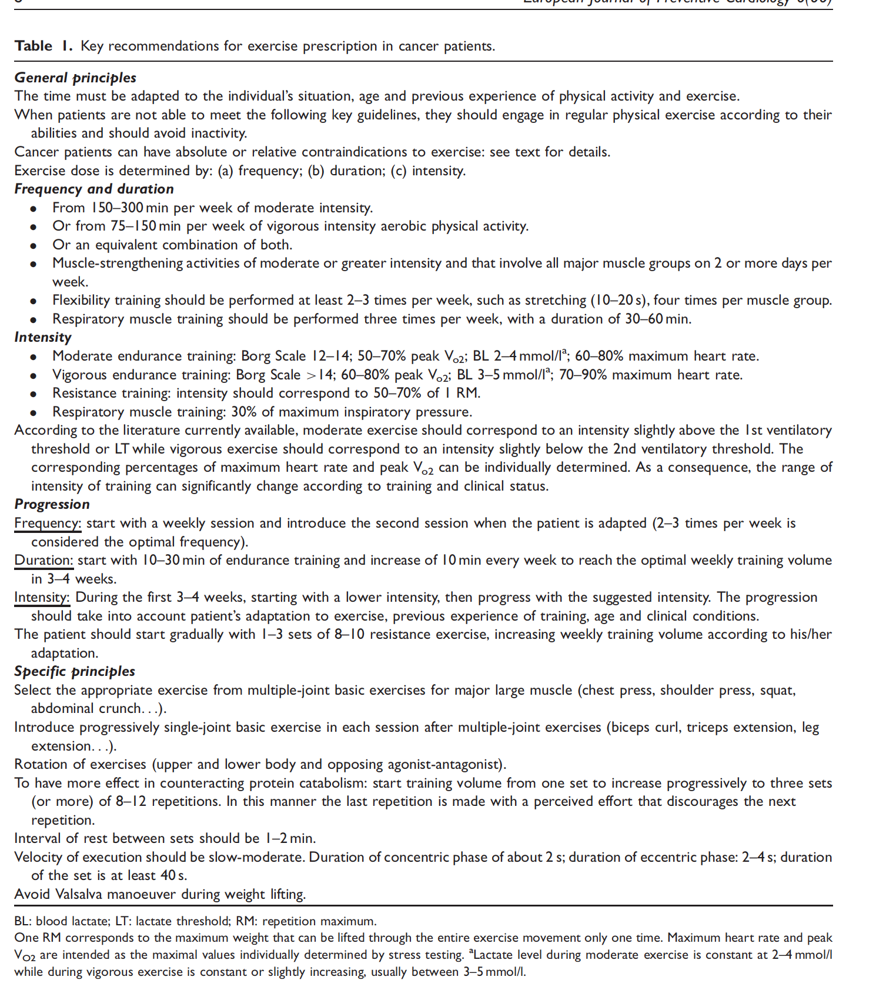 European Journal of Preventive Cardiology 0(00)
Table 1. Key recommendations for exercise prescription in cancer patients.
General principles
The time must be adapted to the individual's situation, age and previous experience of physical activity and exercise.
When patients are not able to meet the following key guidelines, they should engage in regular physical exercise according to their
abilities and should avoid inactivity.
Cancer patients can have absolute or relative contraindications to exercise: see text for details.
Exercise dose is determined by: (a) frequency; (b) duration; (c) intensity.
Frequency and duration
● From 150–300 min per week of moderate intensity.
● Or from 75–150 min per week of vigorous intensity aerobic physical activity.
● Or an equivalent combination of both.
● Muscle-strengthening activities of moderate or greater intensity and that involve all major muscle groups on 2 or more days per
week.
● Flexibility training should be performed at least 2–3 times per week, such as stretching (10–20 s), four times per muscle group.
● Respiratory muscle training should be performed three times per week, with a duration of 30–60 min.
Intensity
● Moderate endurance training: Borg Scale 12–14; 50–70% peak Vo2; BL 2–4 mmol/lª; 60–80% maximum heart rate.
● Vigorous endurance training: Borg Scale >14; 60–80% peak Vo2; BL 3–5 mmol/lª; 70–90% maximum heart rate.
● Resistance training: intensity should correspond to 50–70% of 1 RM.
● Respiratory muscle training: 30% of maximum inspiratory pressure.
According to the literature currently available, moderate exercise should correspond to an intensity slightly above the 1st ventilatory
threshold or LT while vigorous exercise should correspond to an intensity slightly below the 2nd ventilatory threshold. The
corresponding percentages of maximum heart rate and peak Vo2 can be individually determined. As a consequence, the range of
intensity of training can significantly change according to training and clinical status.
Progression
Frequency: start with a weekly session and introduce the second session when the patient is adapted (2–3 times per week is
considered the optimal frequency).
Duration: start with 10–30 min of endurance training and increase of 10 min every week to reach the optimal weekly training volume
in 3–4 weeks.
Intensity: During the first 3–4 weeks, starting with a lower intensity, then progress with the suggested intensity. The progression
should take into account patient's adaptation to exercise, previous experience of training, age and clinical conditions.
The patient should start gradually with 1–3 sets of 8–10 resistance exercise, increasing weekly training volume according to his/her
adaptation.
Specific principles
Select the appropriate exercise from multiple-joint basic exercises for major large muscle (chest press, shoulder press, squat,
abdominal crunch. . .).
Introduce progressively single-joint basic exercise in each session after multiple-joint exercises (biceps curl, triceps extension, leg
extension. . .).
Rotation of exercises (upper and lower body and opposing agonist-antagonist).
To have more effect in counteracting protein catabolism: start training volume from one set to increase progressively to three sets
(or more) of 8–12 repetitions. In this manner the last repetition is made with a perceived effort that discourages the next
repetition.
Interval of rest between sets should be 1–2 min.
Velocity of execution should be slow-moderate. Duration of concentric phase of about 2 s; duration of eccentric phase: 2–4 s; duration
of the set is at least 40 s.
Avoid Valsalva manoeuver during weight lifting.
BL: blood lactate; LT: lactate threshold; RM: repetition maximum.
One RM corresponds to the maximum weight that can be lifted through the entire exercise movement only one time. Maximum heart rate and peak
VO2 are intended as the maximal values individually determined by stress testing. ªLactate level during moderate exercise is constant at 2–4 mmol/l
while during vigorous exercise is constant or slightly increasing, usually between 3–5 mmol/l.